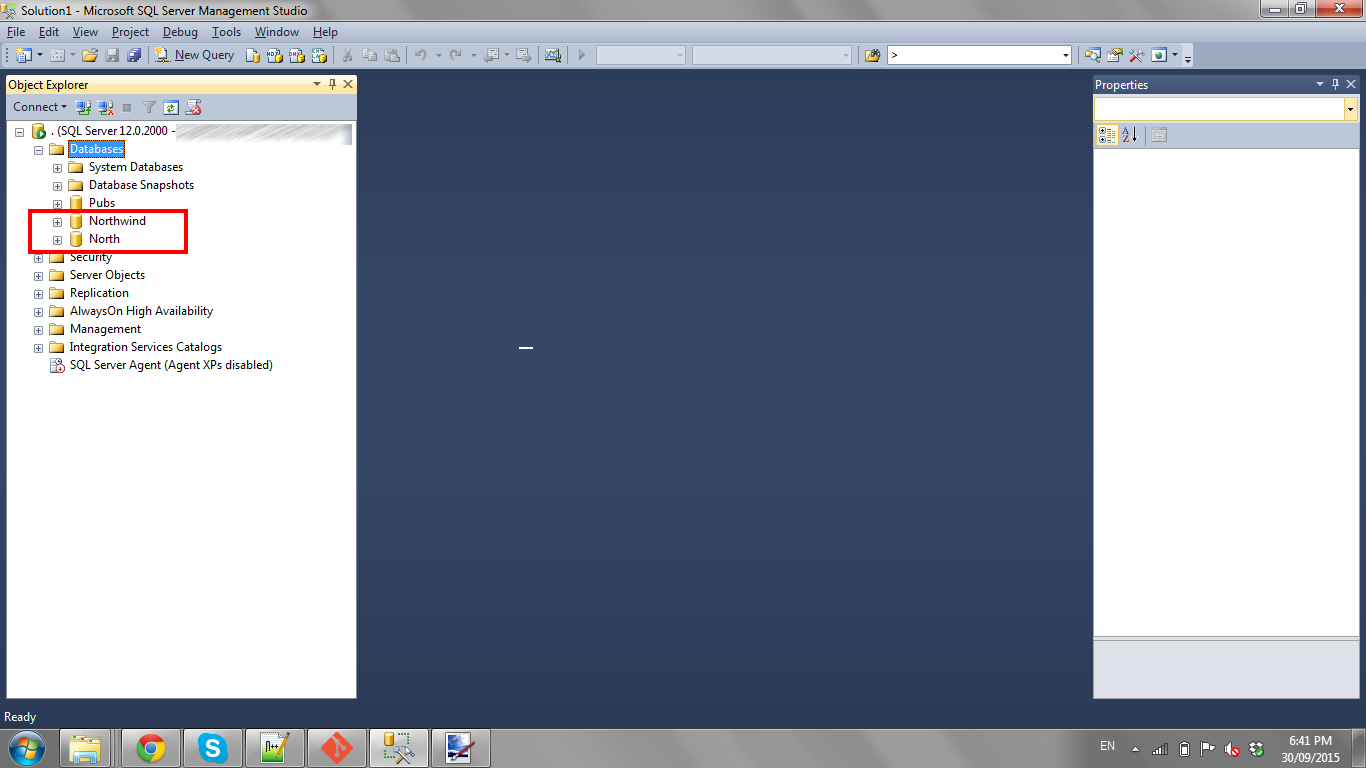 Solution1 - Microsoft SQL Server Management Studio
File Edit View Project Debug Tools Window Help
New Query >
Object Explorer
Connect
. (SQL Server 12.0.2000 -
Databases
System Databases
Database Snapshots
Pubs
Northwind
North
Security
Server Objects
Replication
AlwaysOn High Availability
Management
Integration Services Catalogs
SQL Server Agent (Agent XPs disabled)
Properties
Ready
EN
6:41 PM
30/09/2015